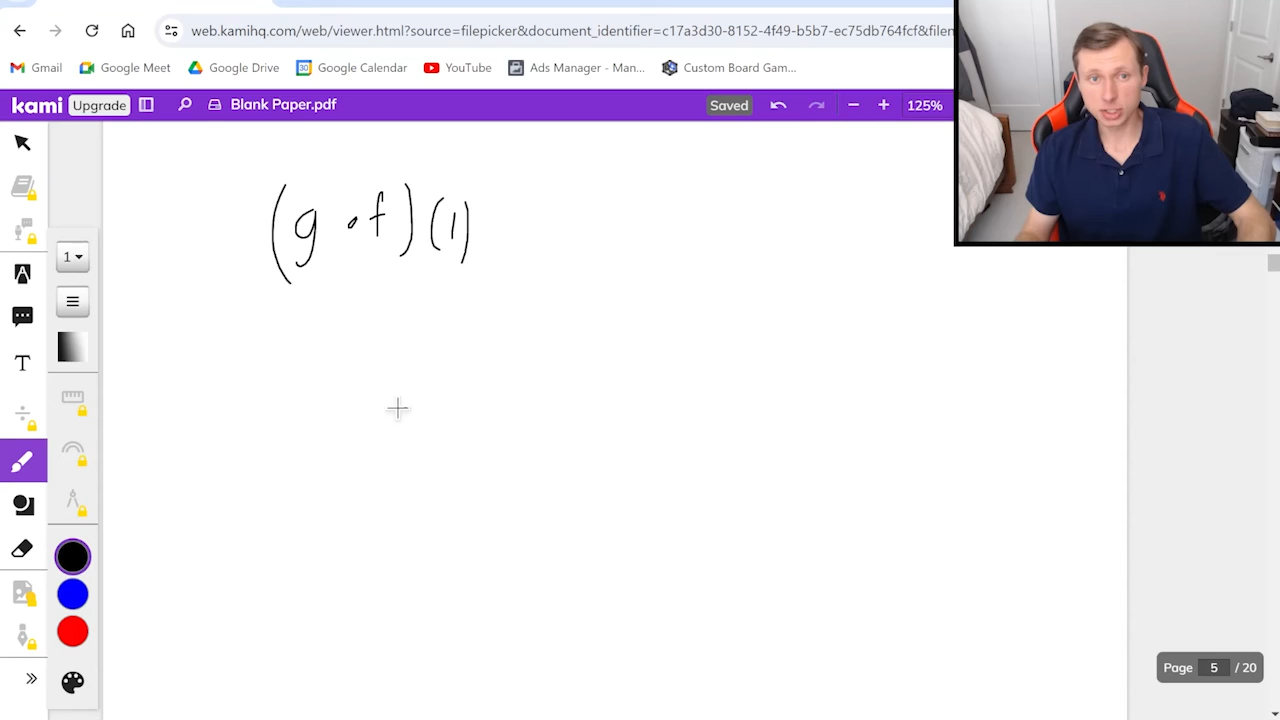 web.kamihq.com/web/viewer.html?source=filepicker&document_identifier=c17a3d30-8152-4f49-b5b7-ec75db764fcf&filen
Gmail Google Meet Google Drive 30 Google Calendar YouTube Ads Manager - Man... Custom Board Gam...
kami Upgrade Blank Paper.pdf Saved 125%
(g ∘ f)(1)
1
T
Page 5 / 20